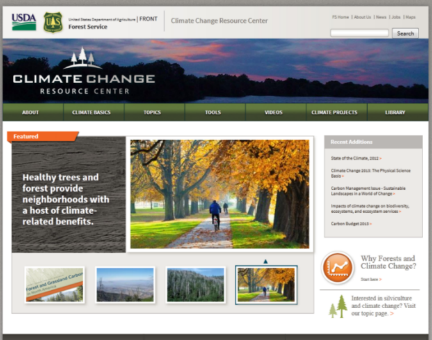 USDA
United States Department of Agriculture | FRONT
Forest Service
Climate Change Resource Center
FS Home | About Us | News | Jobs | Maps
Search
CLIMATE CHANGE
RESOURCE CENTER
ABOUT
CLIMATE BASICS
TOPICS
TOOLS
VIDEOS
CLIMATE PROJECTS
LIBRARY
Featured
Healthy trees and
forest provide
neighborhoods with
a host of climate-
related benefits.
Recent Additions
State of the Climate, 2012 >
Climate Change 2013: The Physical Science
Basis >
Carbon Management Issue - Sustainable
Landscapes in a World of Change >
Impacts of climate change on biodiversity,
ecosystems, and ecosystem services >
Carbon Budget 2013 >
Why Forests and
Climate Change?
Start here >
Interested in silviculture
and climate change? Visit
our topic page. >